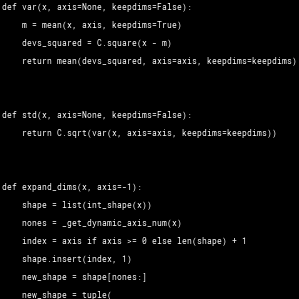 def var(x, axis=None, keepdims=False):
    m = mean(x, axis, keepdims=True)
    devs_squared = C.square(x - m)
    return mean(devs_squared, axis=axis, keepdims=keepdims)
def std(x, axis=None, keepdims=False):
    return C.sqrt(var(x, axis=axis, keepdims=keepdims))
def expand_dims(x, axis=-1):
    shape = list(int_shape(x))
    nones = _get_dynamic_axis_num(x)
    index = axis if axis >= 0 else len(shape) + 1
    shape.insert(index, 1)
    new_shape = shape[nones:]
    new_shape = tuple(